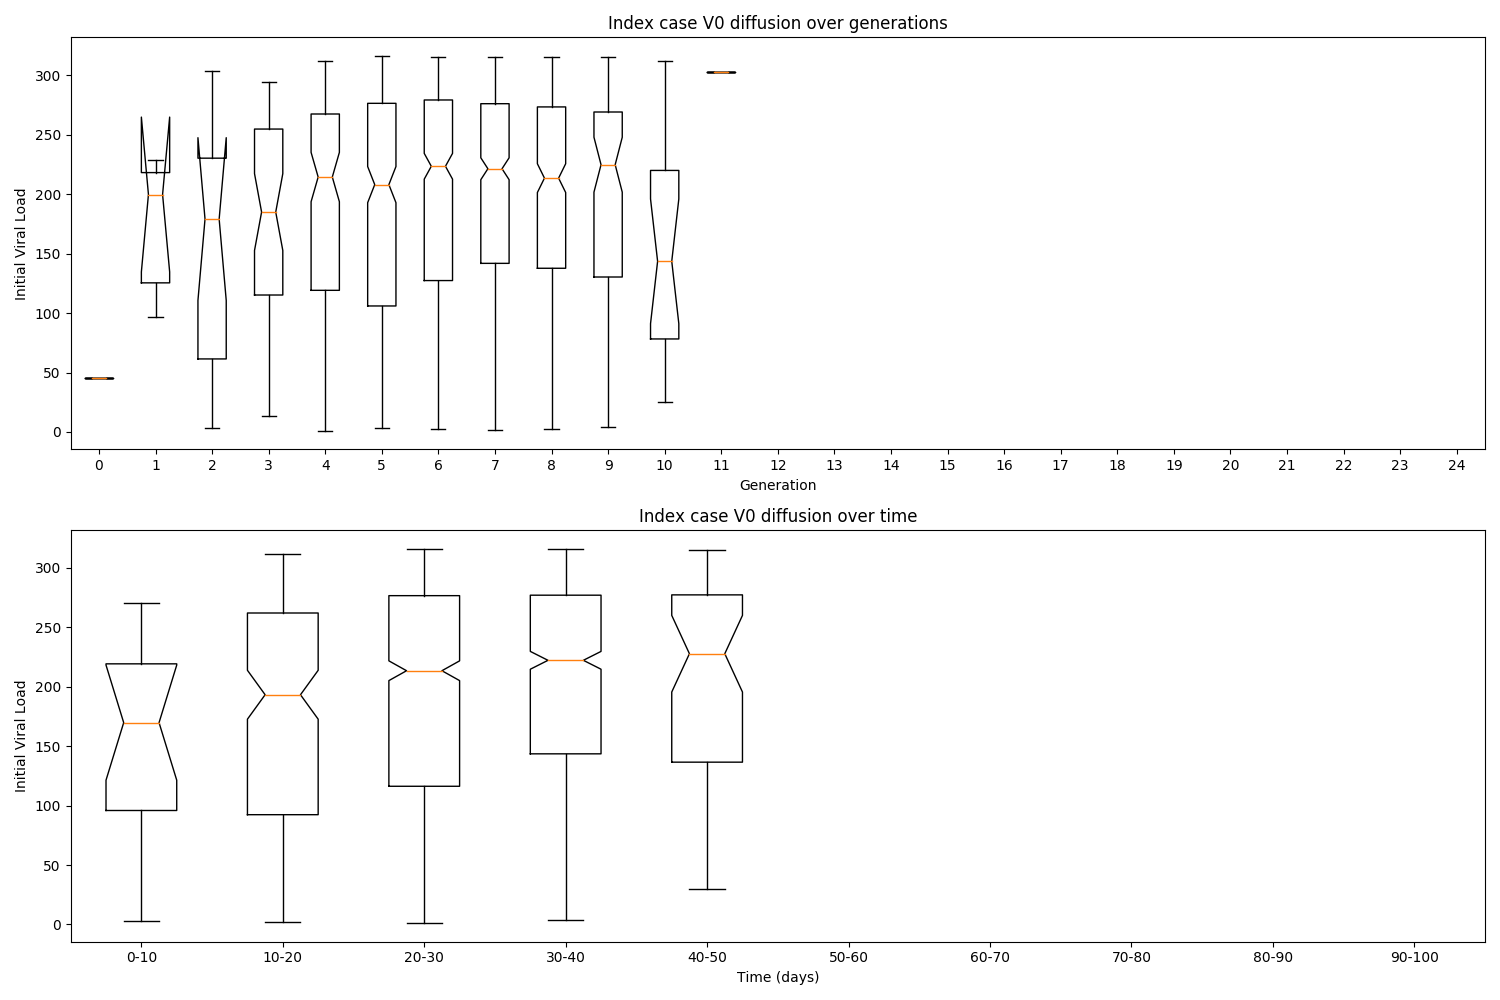 Index case V0 diffusion over generations
300
250
200
150
100
50
0
Initial Viral Load
0 1 2 3 4 5 6 7 8 9 10 11 12 13 14 15 16 17 18 19 20 21 22 23 24
Generation
Index case V0 diffusion over time
300
250
200
150
100
50
0
Initial Viral Load
0-10 10-20 20-30 30-40 40-50 50-60 60-70 70-80 80-90 90-100
Time (days)